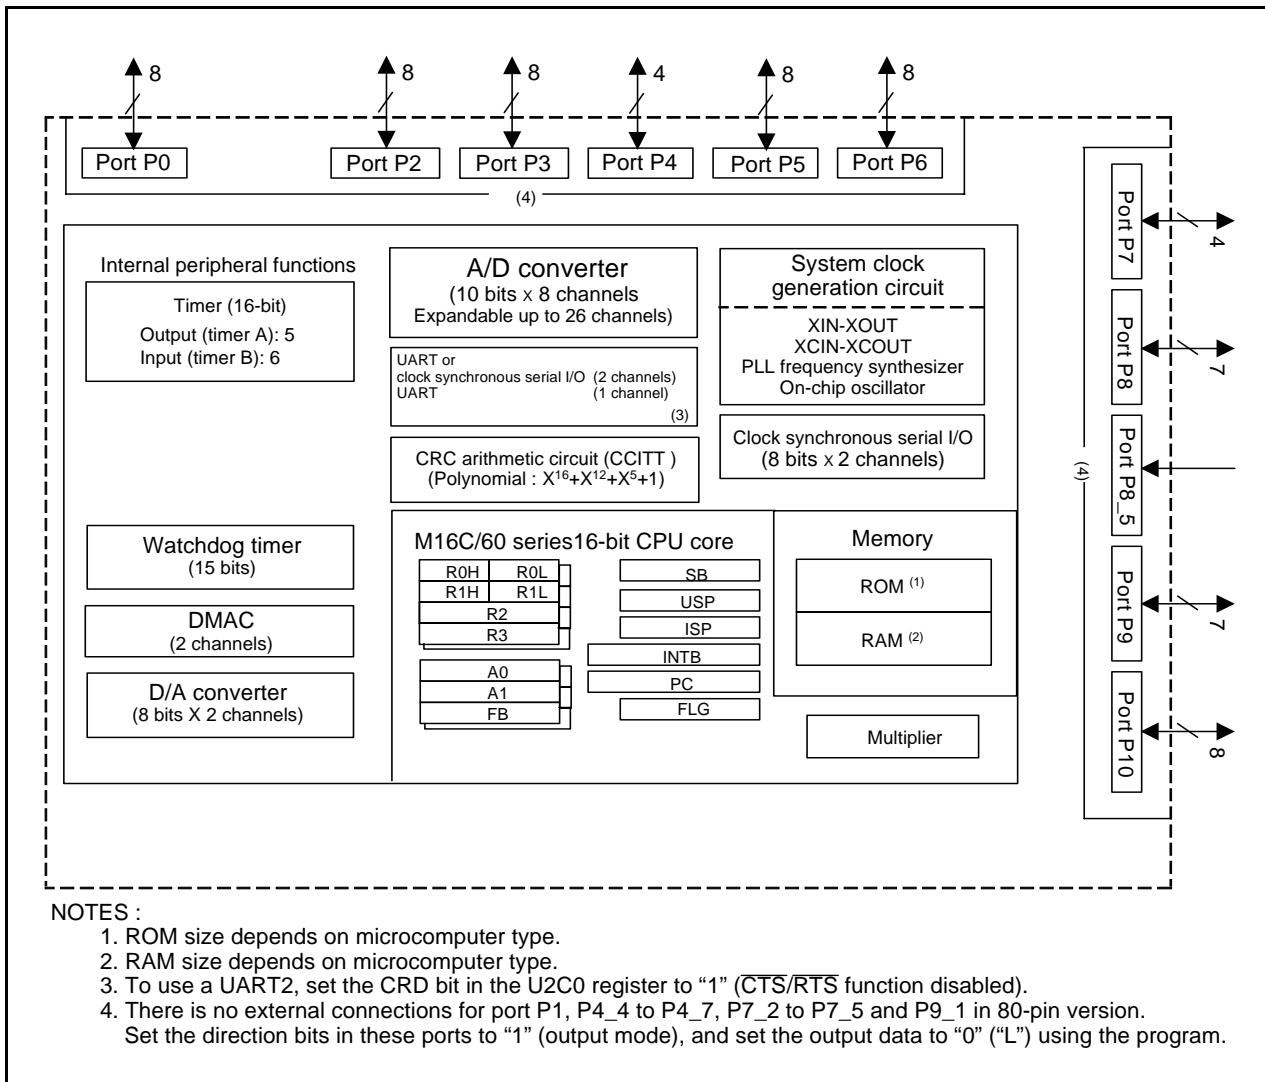 8
8
8
4
8
8
Port P0
Port P2
Port P3
Port P4
Port P5
Port P6
(4)
Port P7
4
Port P8
7
Port P8_5
(4)
Port P9
7
Port P10
8
Internal peripheral functions
Timer (16-bit)
Output (timer A): 5
Input (timer B): 6
A/D converter
(10 bits x 8 channels
Expandable up to 26 channels)
System clock
generation circuit
XIN-XOUT
XCIN-XCOUT
PLL frequency synthesizer
On-chip oscillator
UART or
clock synchronous serial I/O (2 channels)
UART (1 channel)
(3)
Clock synchronous serial I/O
(8 bits x 2 channels)
CRC arithmetic circuit (CCITT )
(Polynomial : X¹⁶+X¹²+X⁵+1)
Watchdog timer
(15 bits)
DMAC
(2 channels)
D/A converter
(8 bits X 2 channels)
M16C/60 series16-bit CPU core
R0H R0L
R1H R1L
R2
R3
A0
A1
FB
SB
USP
ISP
INTB
PC
FLG
Memory
ROM (1)
RAM (2)
Multiplier
NOTES :
1. ROM size depends on microcomputer type.
2. RAM size depends on microcomputer type.
3. To use a UART2, set the CRD bit in the U2C0 register to “1” (C̅T̅S̅/R̅T̅S̅ function disabled).
4. There is no external connections for port P1, P4_4 to P4_7, P7_2 to P7_5 and P9_1 in 80-pin version.
Set the direction bits in these ports to “1” (output mode), and set the output data to “0” (“L”) using the program.